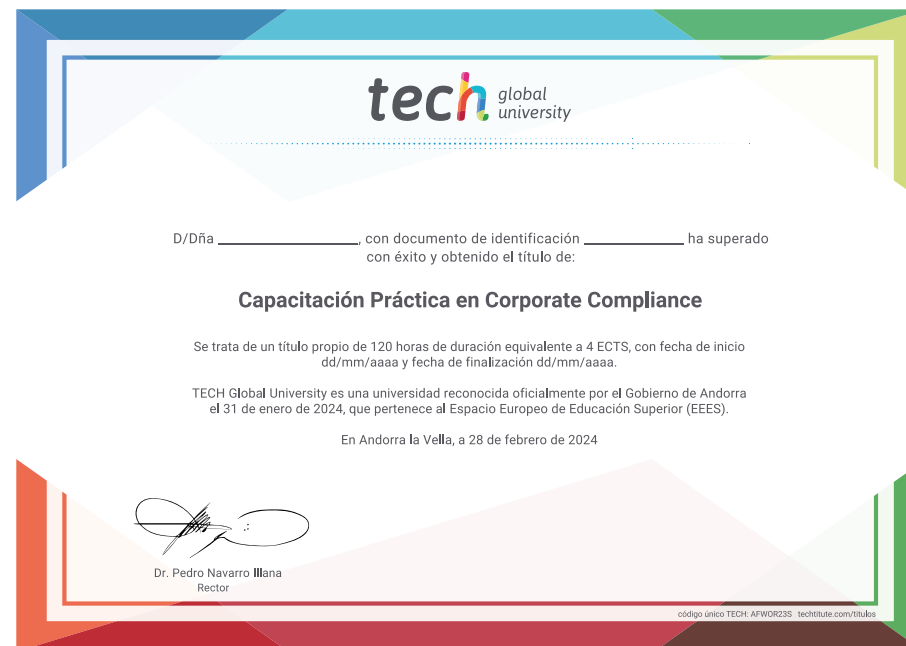 tech global university
D/Dña ____________________, con documento de identificación ______________ ha superado
con éxito y obtenido el título de:
Capacitación Práctica en Corporate Compliance
Se trata de un título propio de 120 horas de duración equivalente a 4 ECTS, con fecha de inicio
dd/mm/aaaa y fecha de finalización dd/mm/aaaa.
TECH Global University es una universidad reconocida oficialmente por el Gobierno de Andorra
el 31 de enero de 2024, que pertenece al Espacio Europeo de Educación Superior (EEES).
En Andorra la Vella, a 28 de febrero de 2024
Dr. Pedro Navarro Illana
Rector
código único TECH: AFWOR23S techtitute.com/titulos